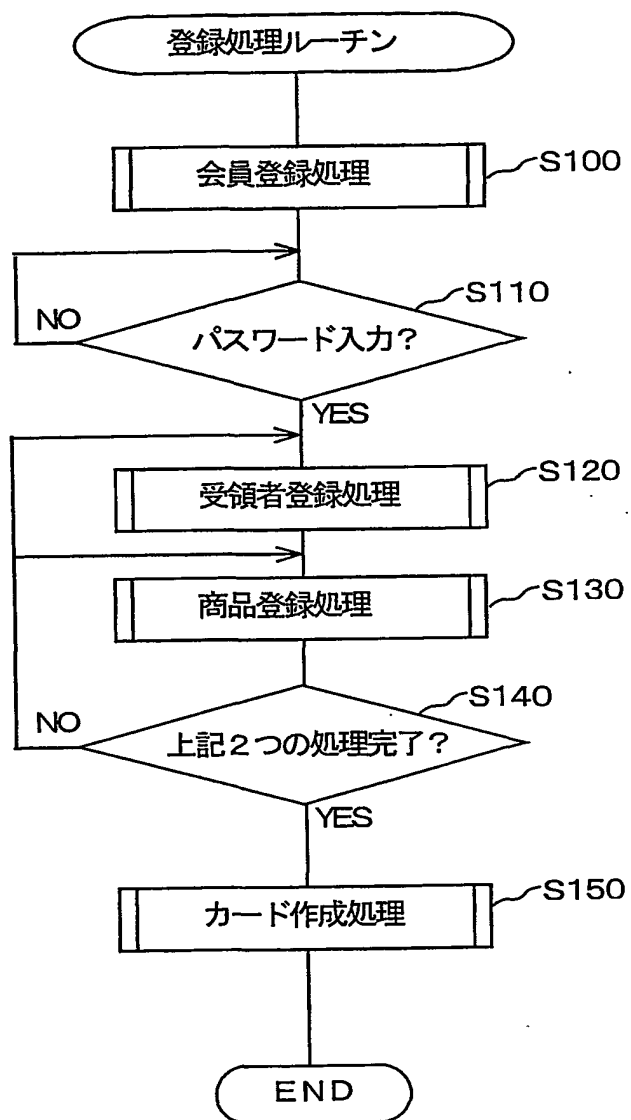 登録処理ルーチン
会員登録処理
S100
S110
NO
パスワード入力？
YES
S120
受領者登録処理
S130
商品登録処理
S140
NO
上記２つの処理完了？
YES
S150
カード作成処理
END